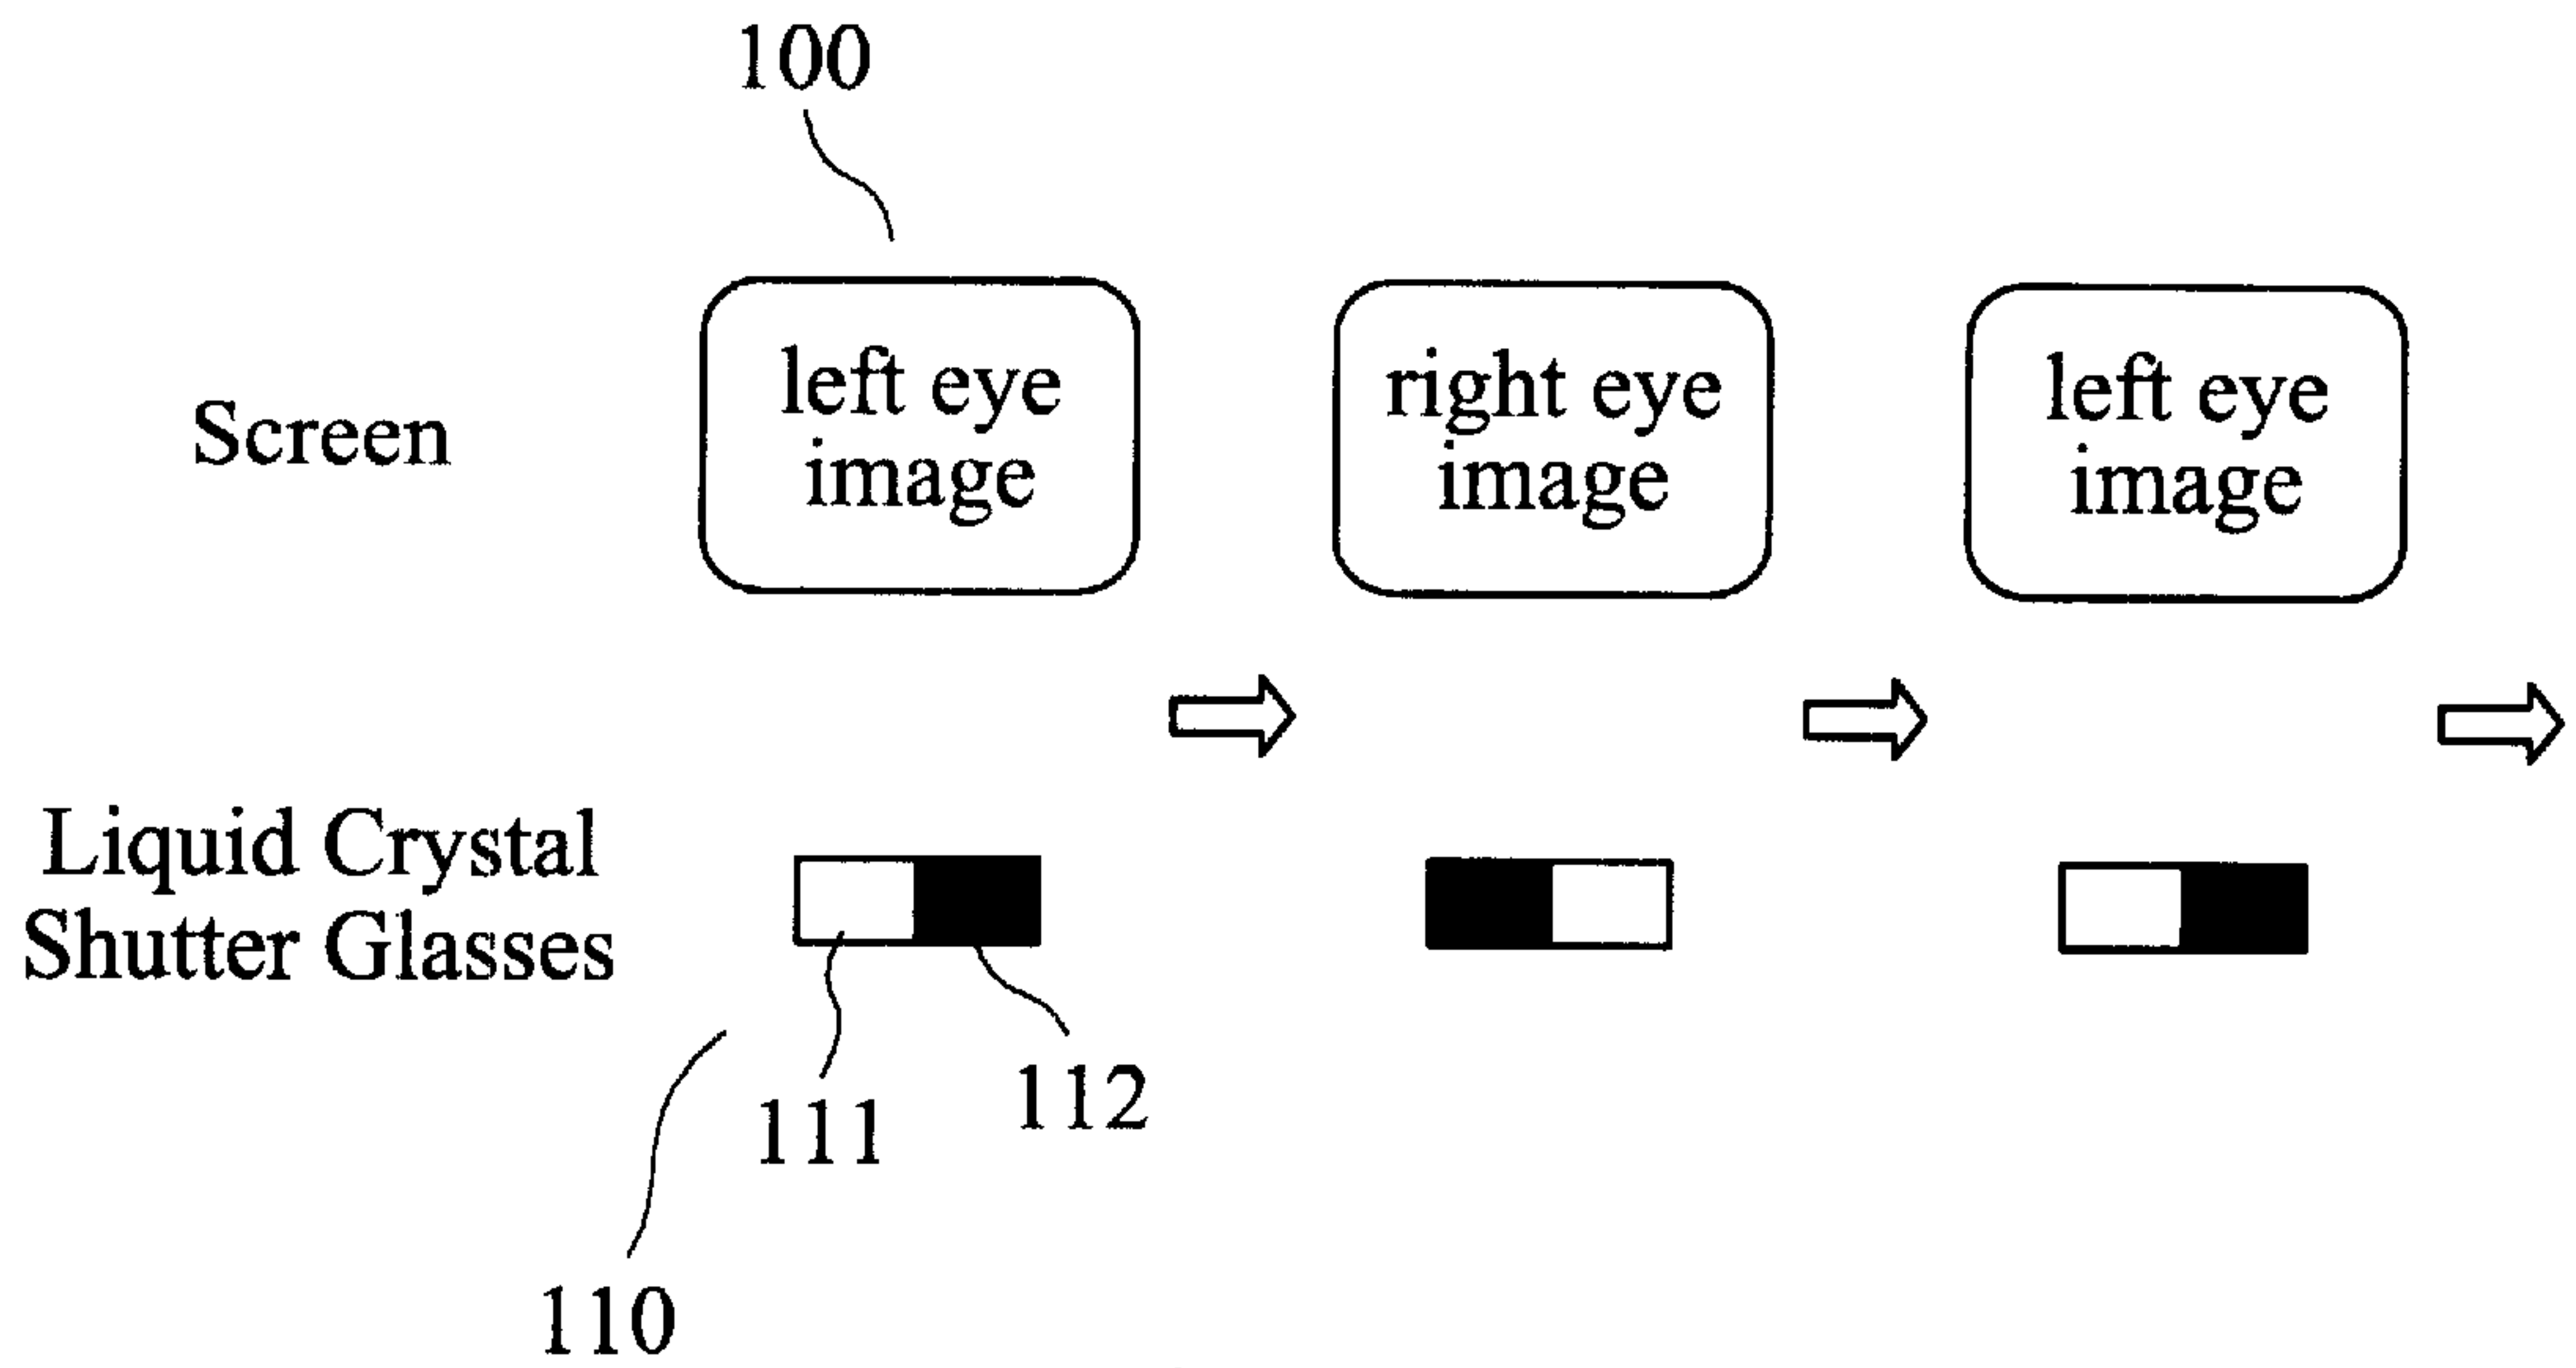 100
left eye
image
right eye
image
left eye
image
Screen
Liquid Crystal
Shutter Glasses
111
112
110